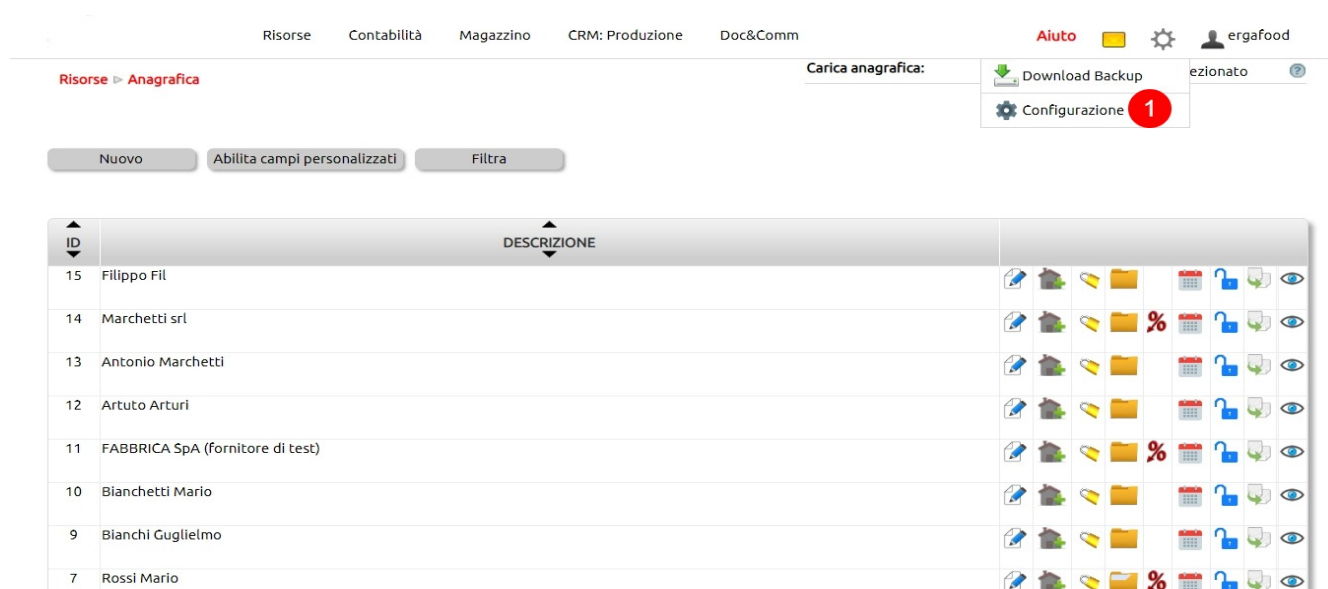 Risorse Contabilità Magazzino CRM: Produzione Doc&Comm Aiuto ergafood
Risorse ▷ Anagrafica Carica anagrafica: ezionato ?
Download Backup
Configurazione 1
Nuovo Abilita campi personalizzati Filtra
ID DESCRIZIONE
15 Filippo Fil
14 Marchetti srl %
13 Antonio Marchetti
12 Artuto Arturi
11 FABBRICA SpA (fornitore di test) %
10 Bianchetti Mario
9 Bianchi Guglielmo
7 Rossi Mario %